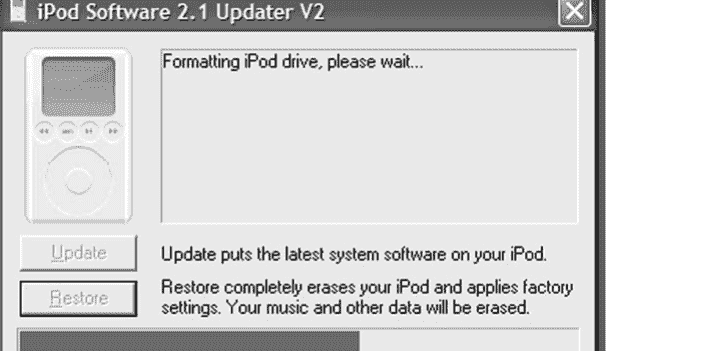 iPod Software 2.1 Updater V2
Formatting iPod drive, please wait...
Update
Update puts the latest system software on your iPod.
Restore
Restore completely erases your iPod and applies factory
settings. Your music and other data will be erased.